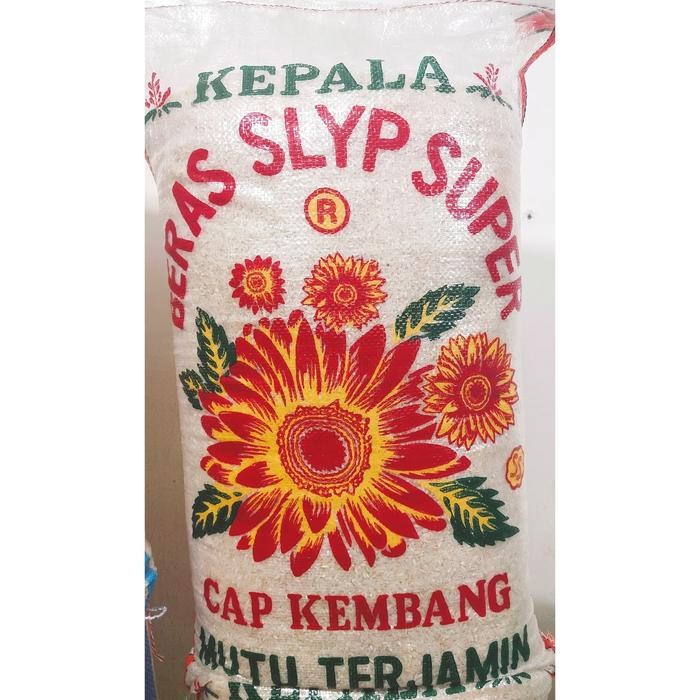 KEPALA
BERAS SLYP SUPER
R
CAP KEMBANG
MUTU TERJAMIN